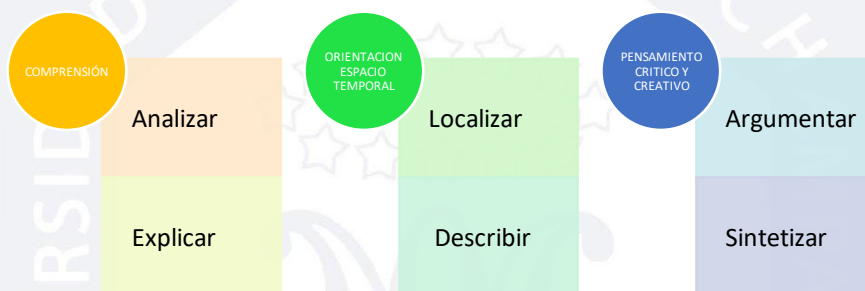 COMPRENSIÓN
Analizar
Explicar
ORIENTACION
ESPACIO
TEMPORAL
Localizar
Describir
PENSAMIENTO
CRITICO Y
CREATIVO
Argumentar
Sintetizar